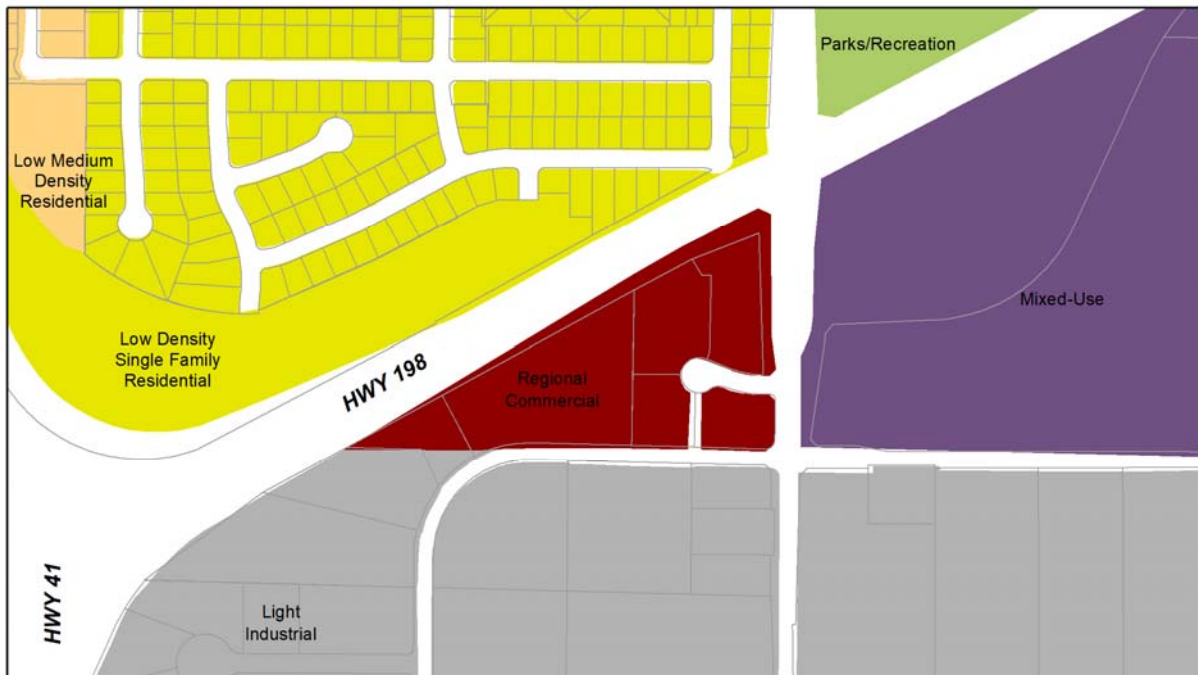 Parks/Recreation
Low Medium
Density
Residential
Mixed-Use
Low Density
Single Family
Residential
HWY 198
Regional
Commercial
HWY 41
Light
Industrial